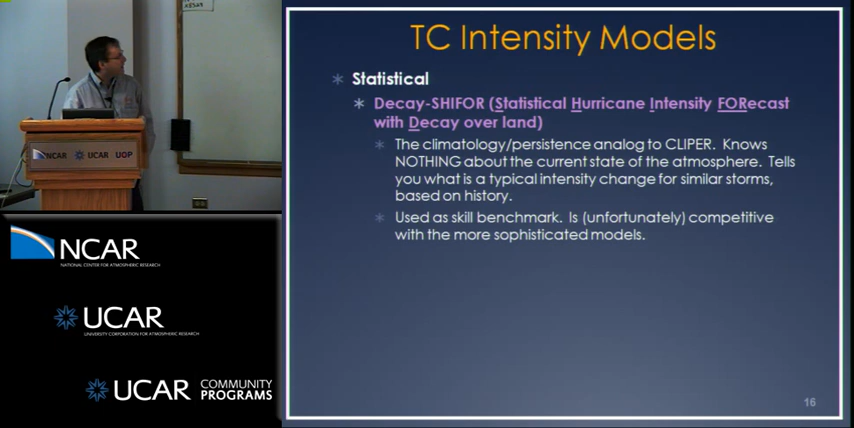 TC Intensity Models
Statistical
Decay-SHIFOR (Statistical Hurricane Intensity FORecast
with Decay over land)
The climatology/persistence analog to CLIPER. Knows
NOTHING about the current state of the atmosphere. Tells
you what is a typical intensity change for similar storms,
based on history.
Used as skill benchmark. Is (unfortunately) competitive
with the more sophisticated models.
16
NCAR UCAR UOP
NCAR
NATIONAL CENTER FOR ATMOSPHERIC RESEARCH
UCAR
UNIVERSITY CORPORATION FOR ATMOSPHERIC RESEARCH
UCAR COMMUNITY
PROGRAMS